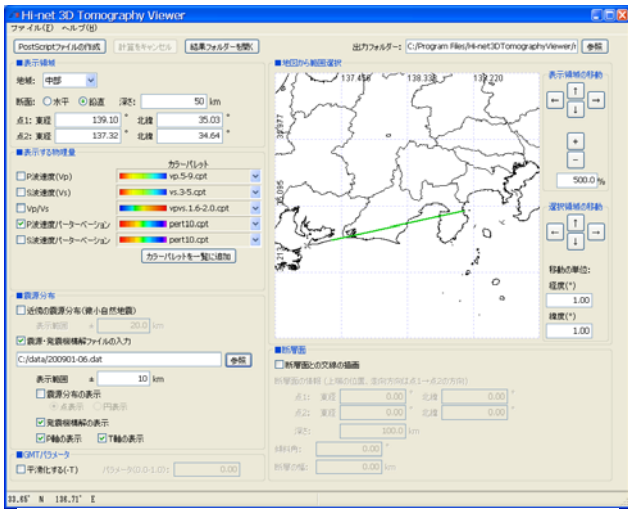 Hi-net 3D Tomography Viewer
ファイル(F) ヘルプ(H)
PostScriptファイルの作成 計算をキャンセル 結果フォルダーを開く 出力フォルダー: C:/Program Files/Hi-net3DTomographyViewer/r 参照
■表示領域
地域: 中部
断面: 水平 鉛直 深さ: 50 km
点1: 東経 139.10 ° 北緯 35.03 °
点2: 東経 137.32 ° 北緯 34.64 °
■表示する物理量
カラーパレット
P波速度(Vp) vp.5-9.cpt
S波速度(Vs) vs.3-5.cpt
Vp/Vs vpvs.1.6-2.0.cpt
P波速度パーターベーション pert10.cpt
S波速度パーターベーション pert10.cpt
カラーパレットを一覧に追加
■震源分布
近傍の震源分布(微小自然地震)
表示範囲 ± 20.0 km
震源・発震機構解ファイルの入力
C:/data/200901-06.dat 参照
表示範囲 ± 10 km
震源分布の表示
点表示 円表示
発震機構解の表示
P軸の表示 T軸の表示
■GMTパラメータ
平滑化する(-T) パラメータ(0.0-1.0): 0.00
■地図から範囲選択
137.456 138.338 139.220
35.977
35.095
34.213
表示領域の移動
↑
← →
↓
+
-
500.0 %
選択領域の移動
↑
← →
↓
移動の単位:
経度(°)
1.00
緯度(°)
1.00
■断層面
断層面との交線の描画
断層面の情報 (上端の位置, 走向方向は点1→点2の方向)
点1: 東経 0.00 ° 北緯 0.00 °
点2: 東経 0.00 ° 北緯 0.00 °
深さ: 100.0 km
傾斜角: 0.00 °
断層の幅: 0.00 km
33.65° N 136.71° E